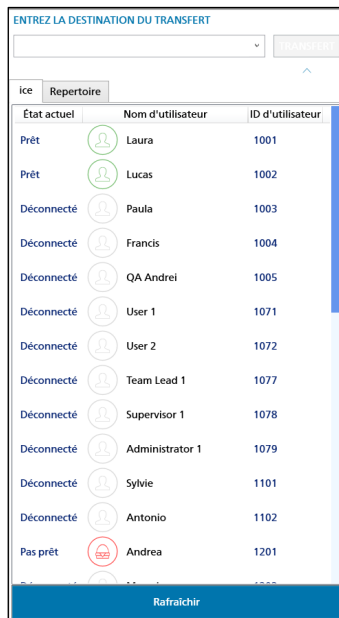 ENTREZ LA DESTINATION DU TRANSFERT
TRANSFERT
ice Repertoire
État actuel Nom d'utilisateur ID d'utilisateur
Prêt Laura 1001
Prêt Lucas 1002
Déconnecté Paula 1003
Déconnecté Francis 1004
Déconnecté QA Andrei 1005
Déconnecté User 1 1071
Déconnecté User 2 1072
Déconnecté Team Lead 1 1077
Déconnecté Supervisor 1 1078
Déconnecté Administrator 1 1079
Déconnecté Sylvie 1101
Déconnecté Antonio 1102
Pas prêt Andrea 1201
Rafraîchir